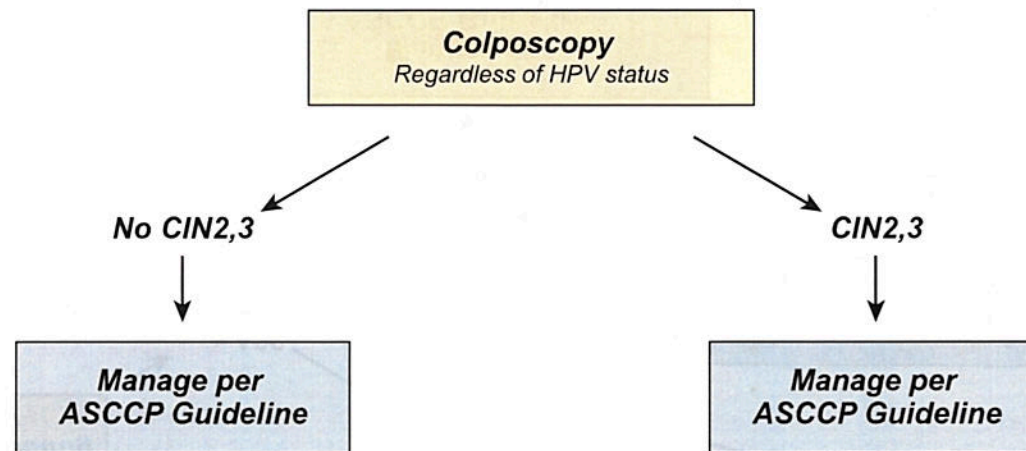 Colposcopy
Regardless of HPV status
No CIN2,3
CIN2,3
Manage per
ASCCP Guideline
Manage per
ASCCP Guideline